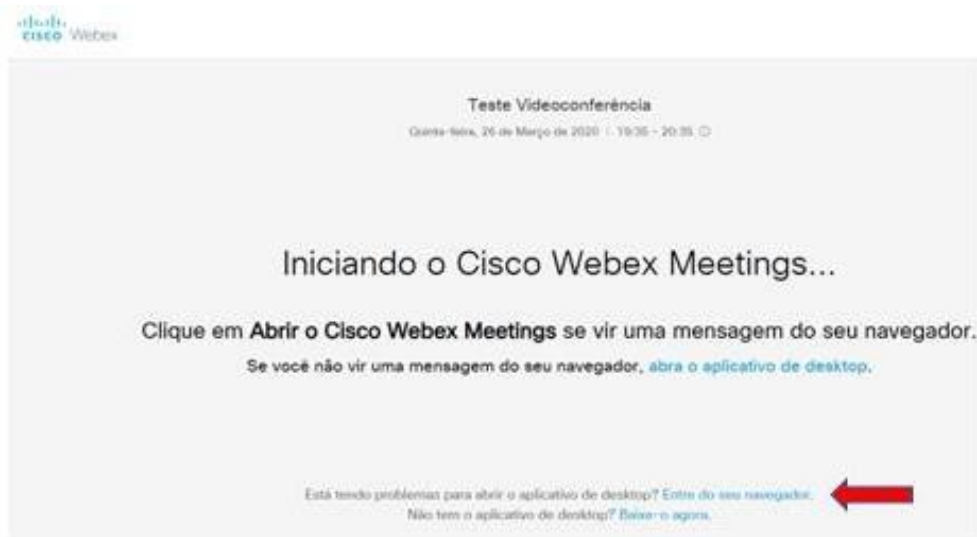 CISCO Webex
Teste Videoconferência
Quinta-feira, 26 de Março de 2020 | 19:35 - 20:35
Iniciando o Cisco Webex Meetings...
Clique em Abrir o Cisco Webex Meetings se vir uma mensagem do seu navegador.
Se você não vir uma mensagem do seu navegador, abra o aplicativo de desktop.
Está tendo problemas para abrir o aplicativo de desktop? Entre do seu navegador.
Não tem o aplicativo de desktop? Baixe-o agora.